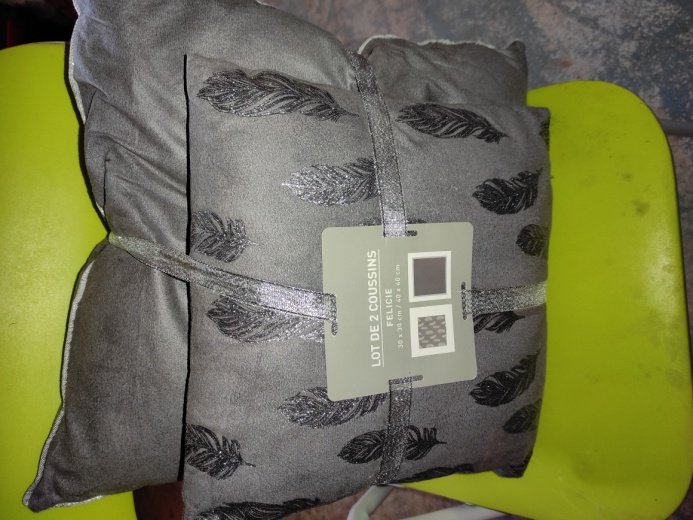 LOT DE 2 COUSSINS
FELICIE
30 x 30 cm / 40 x 40 cm